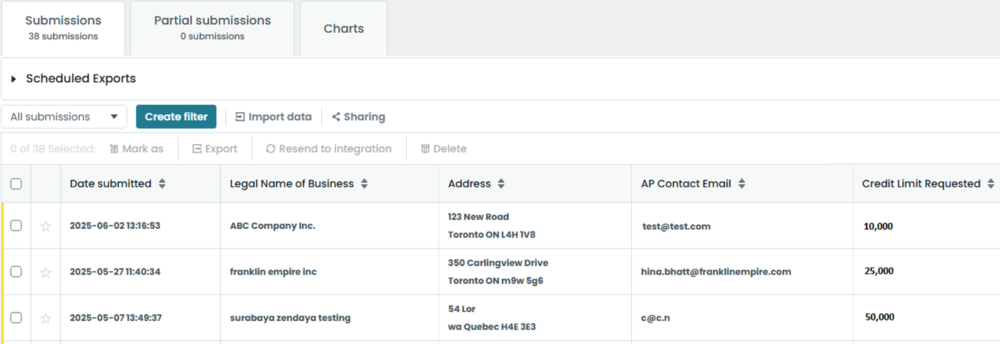 Submissions
38 submissions
Partial submissions
0 submissions
Charts
Scheduled Exports
All submissions
Create filter
Import data
Sharing
0 of 38 Selected:
Mark as
Export
Resend to integration
Delete
Date submitted
Legal Name of Business
Address
AP Contact Email
Credit Limit Requested
2025-06-02 13:16:53
ABC Company Inc.
123 New Road
Toronto ON L4H 1V8
test@test.com
10,000
2025-05-27 11:40:34
franklin empire inc
350 Carlingview Drive
Toronto ON m9w 5g6
hina.bhatt@franklinempire.com
25,000
2025-05-07 13:49:37
surabaya zendaya testing
54 Lor
wa Quebec H4E 3E3
c@c.n
50,000